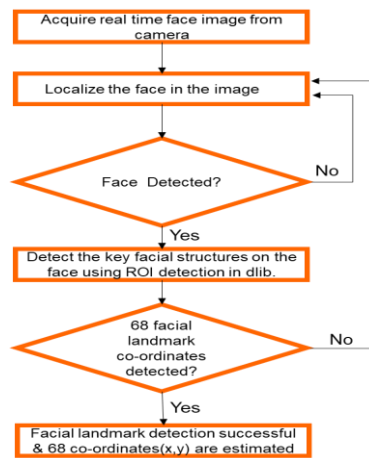 Acquire real time face image from
camera
Localize the face in the image
No
Face Detected?
Yes
Detect the key facial structures on the
face using ROI detection in dlib.
68 facial
landmark
co-ordinates
detected?
No
Yes
Facial landmark detection successful
& 68 co-ordinates(x,y) are estimated